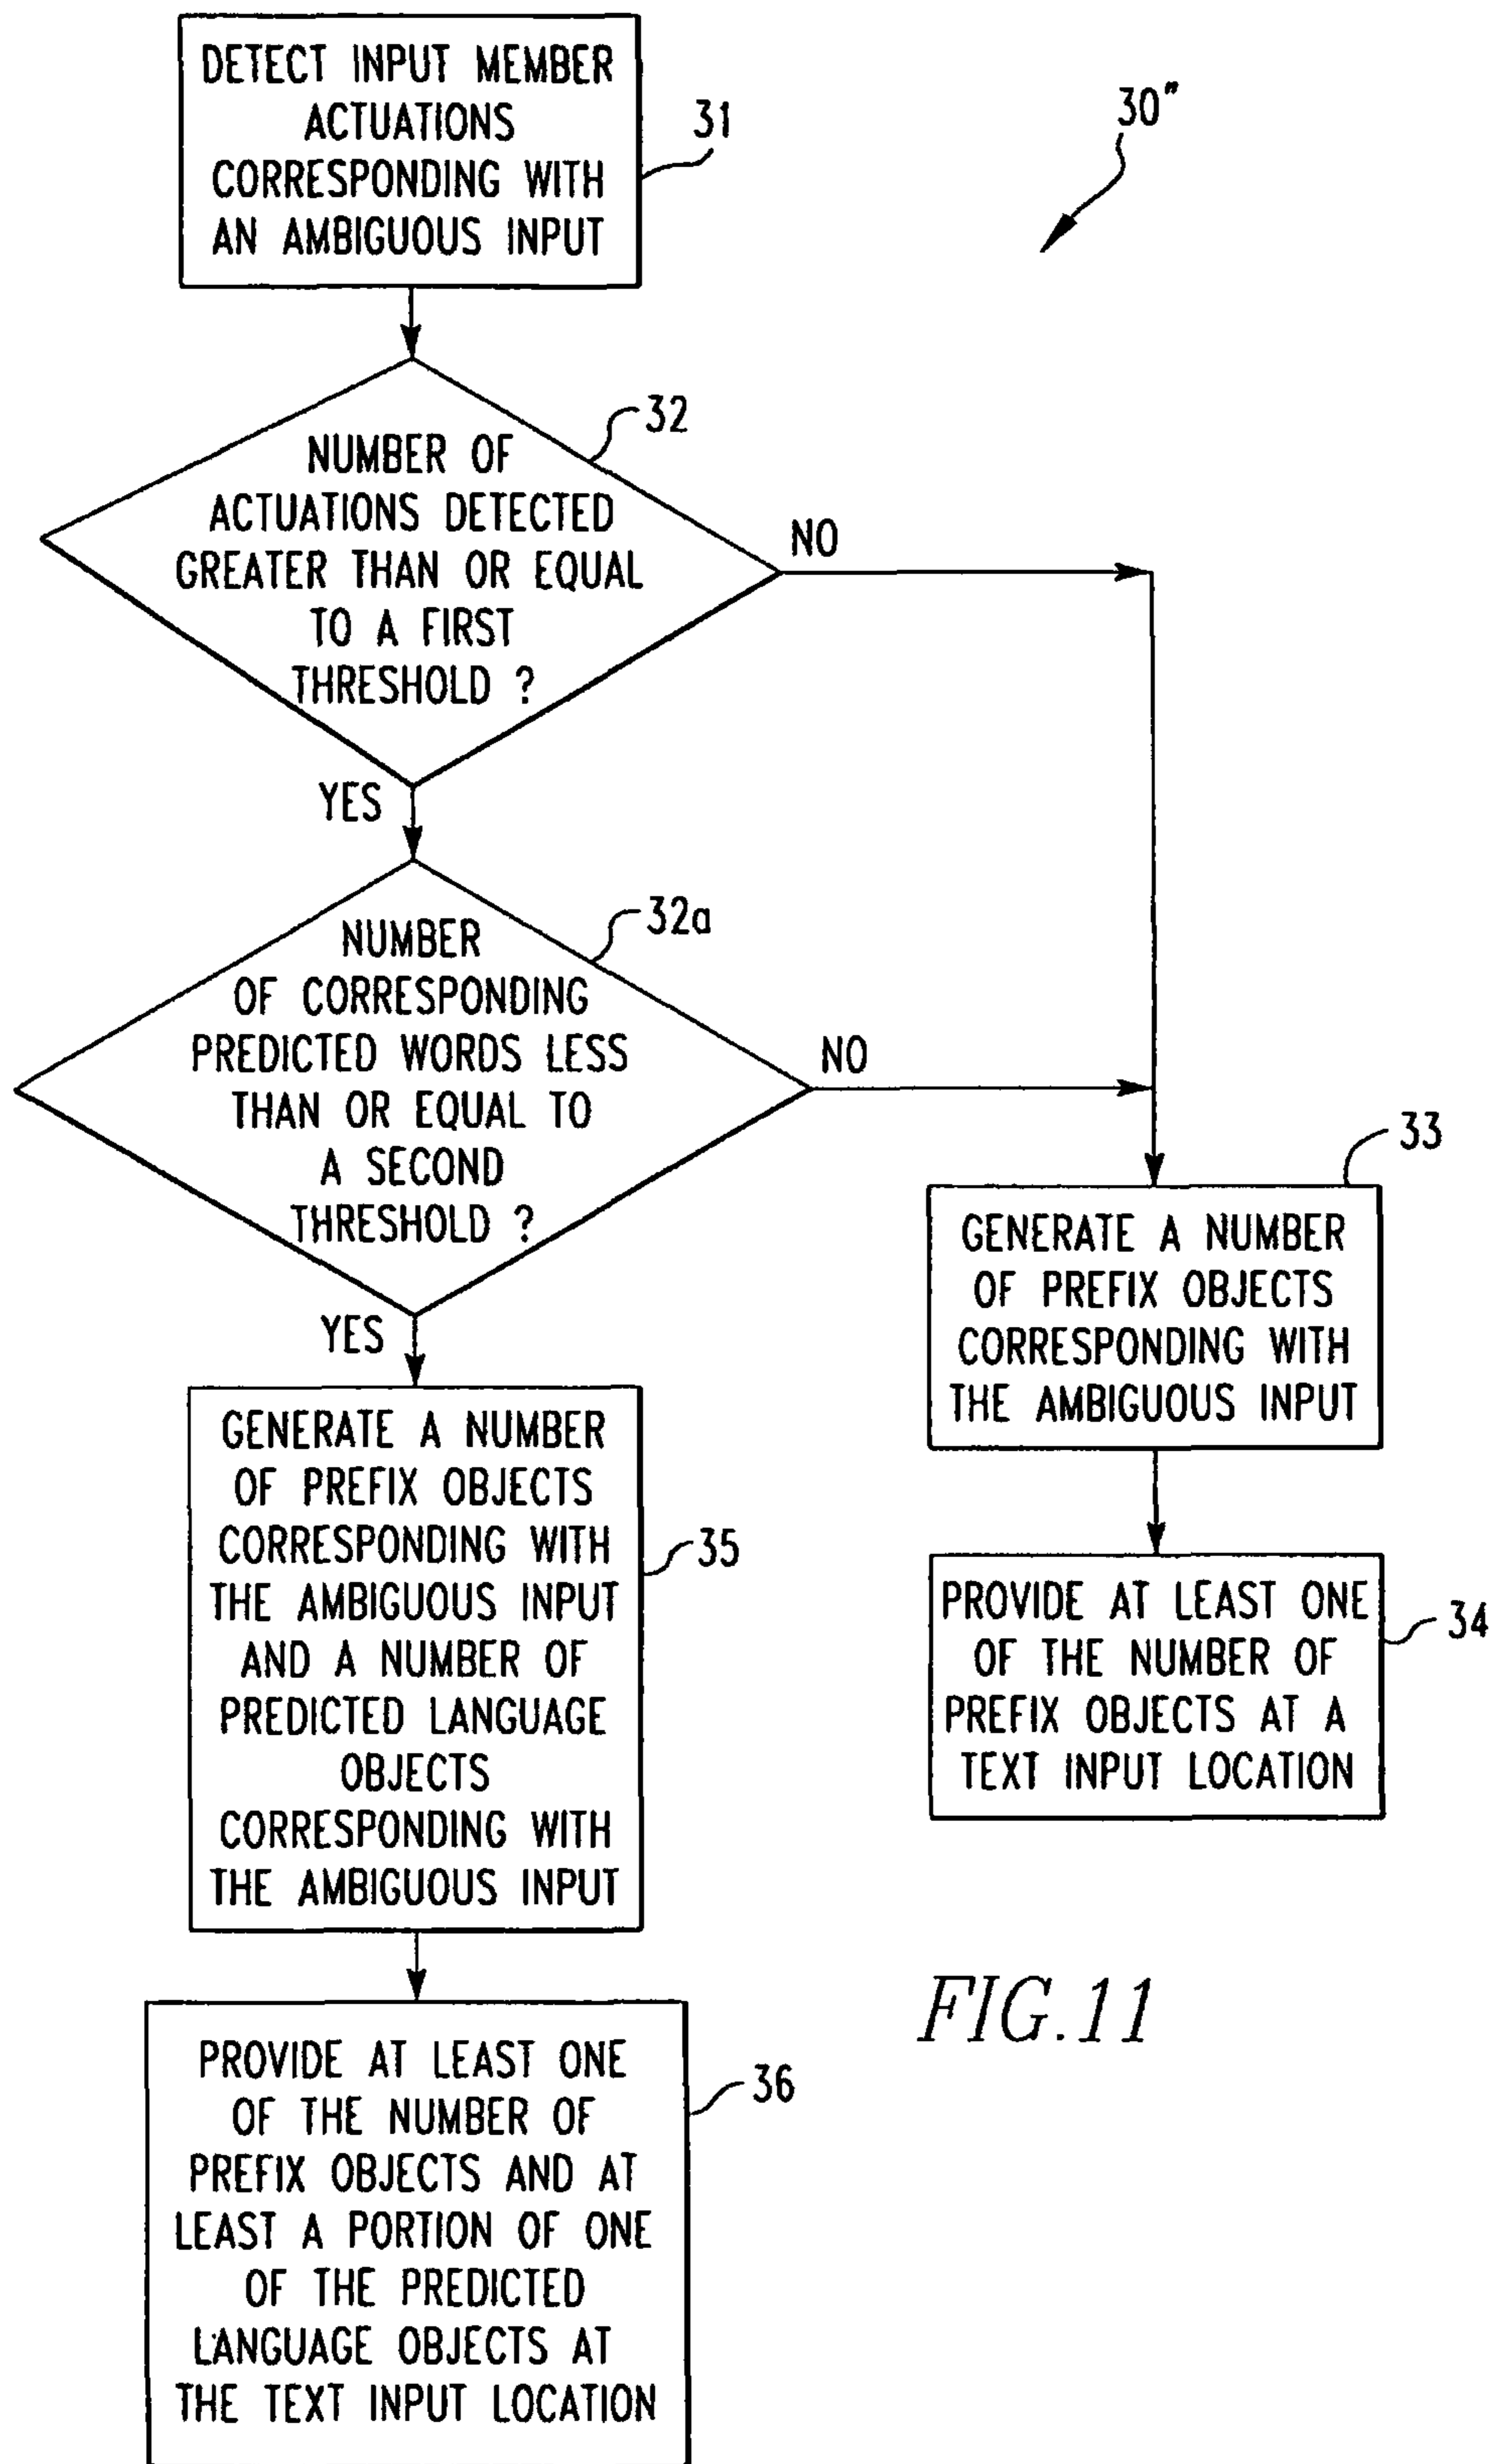 DETECT INPUT MEMBER
ACTUATIONS
CORRESPONDING WITH
AN AMBIGUOUS INPUT
31
30"
32
NUMBER OF
ACTUATIONS DETECTED
GREATER THAN OR EQUAL
TO A FIRST
THRESHOLD ?
NO
YES
32a
NUMBER
OF CORRESPONDING
PREDICTED WORDS LESS
THAN OR EQUAL TO
A SECOND
THRESHOLD ?
NO
YES
33
GENERATE A NUMBER
OF PREFIX OBJECTS
CORRESPONDING WITH
THE AMBIGUOUS INPUT
34
PROVIDE AT LEAST ONE
OF THE NUMBER OF
PREFIX OBJECTS AT A
TEXT INPUT LOCATION
GENERATE A NUMBER
OF PREFIX OBJECTS
CORRESPONDING WITH
THE AMBIGUOUS INPUT
AND A NUMBER OF
PREDICTED LANGUAGE
OBJECTS
CORRESPONDING WITH
THE AMBIGUOUS INPUT
35
PROVIDE AT LEAST ONE
OF THE NUMBER OF
PREFIX OBJECTS AND AT
LEAST A PORTION OF ONE
OF THE PREDICTED
LANGUAGE OBJECTS AT
THE TEXT INPUT LOCATION
36
FIG.11